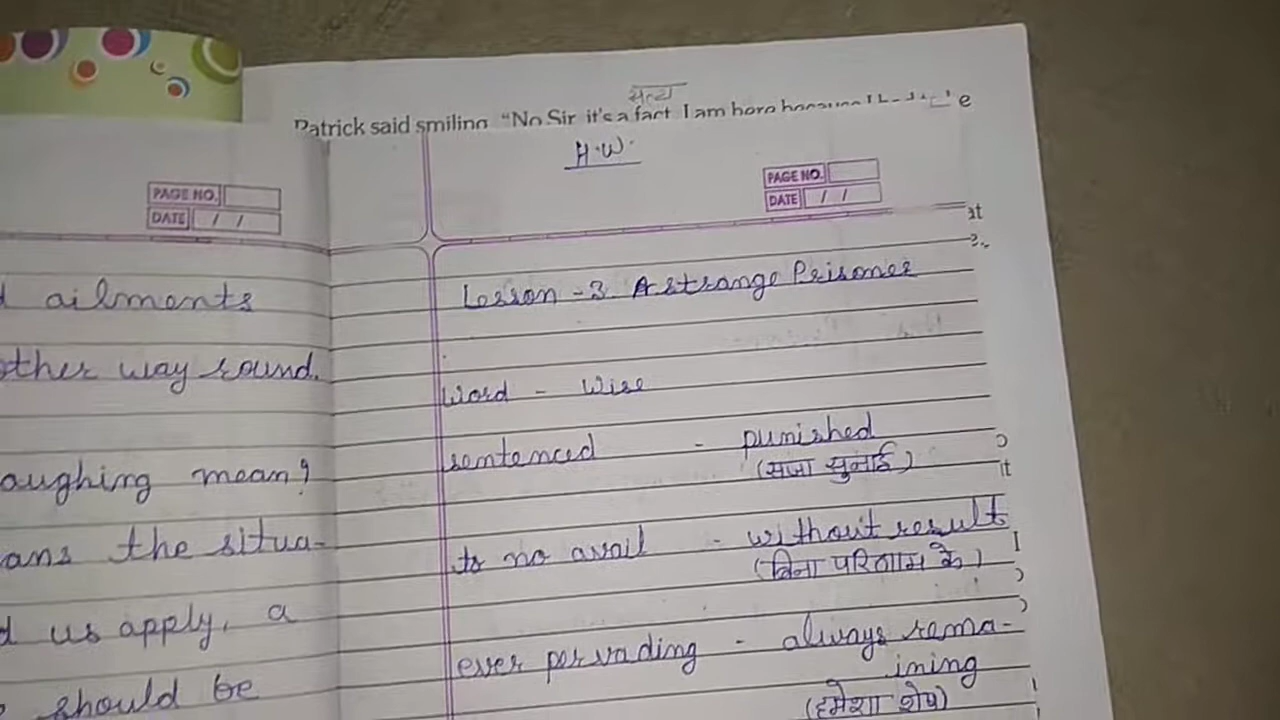 सत्य
Patrick said smiling, "No Sir, it's a fact. I am here because I
H.W.
PAGE NO.
DATE / /
PAGE NO.
DATE / /
ailments
other way round.
aughing mean?
ans the situa-
us apply, a
should be
Lesson - 3. A strange Prisoner
Word - Wise
sentenced - punished
(सजा सुनाई)
to no avail - without result
(बिना परिणाम के)
ever pervading - always rema-
ining
(हमेशा शेष)